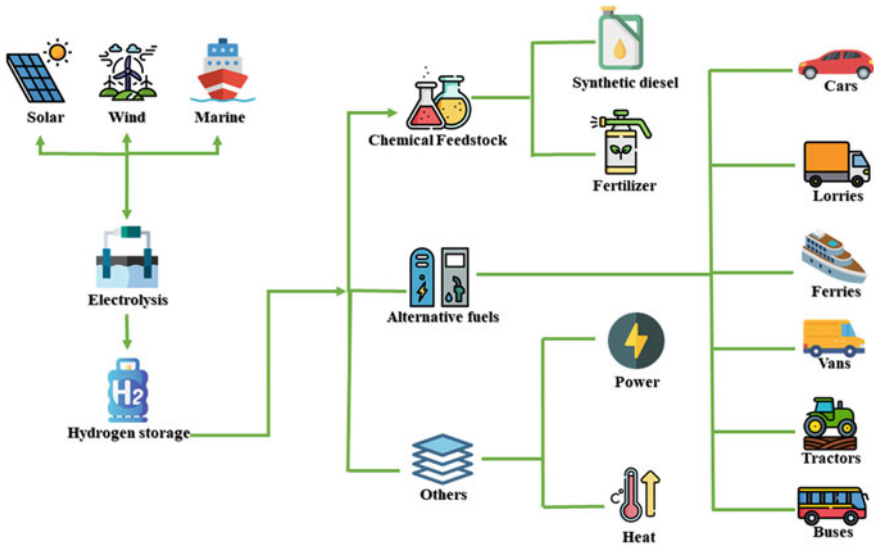 Solar
Wind
Marine
Electrolysis
H2
Hydrogen storage
Chemical Feedstock
Synthetic diesel
Fertilizer
Alternative fuels
Others
Power
C°
Heat
Cars
Lorries
Ferries
Vans
Tractors
Buses